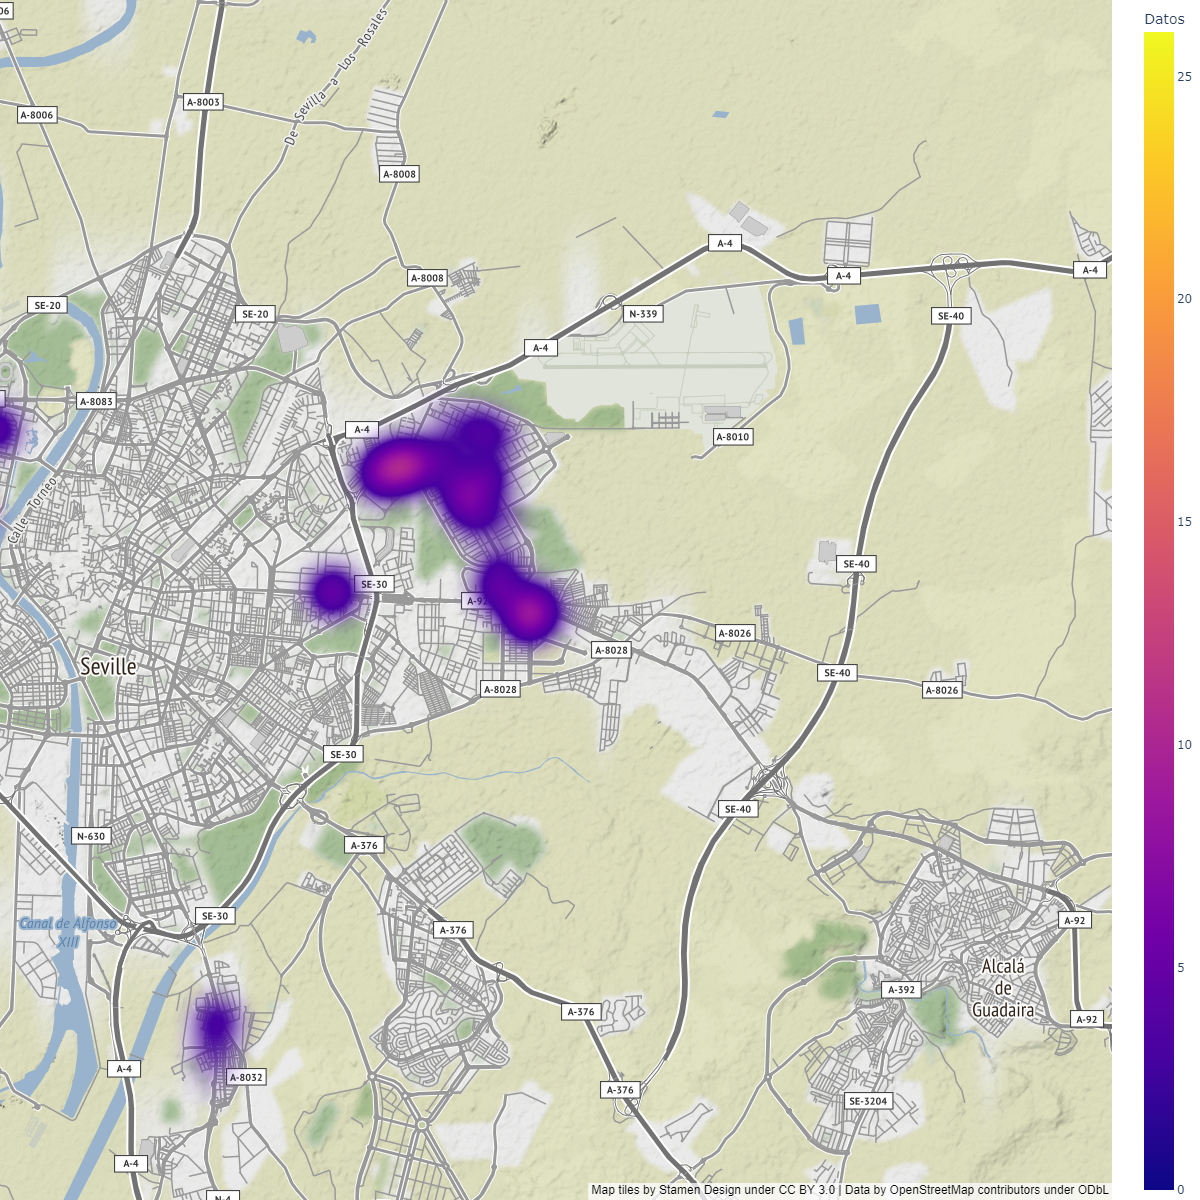 Datos
06
A-8003
De Sevilla a Los Rosales
A-8006
A-8008
A-4
A-4
A-4
A-8008
SE-20
SE-20
N-339
SE-40
A-4
A-8083
A-4
A-8010
Calle Torneo
SE-40
SE-30
A-92
A-8026
A-8028
Seville
SE-40
A-8028
A-8026
SE-30
SE-40
N-630
A-376
SE-30
Canal de Alfonso
XIII
A-376
A-92
Alcalá
de
Guadaira
A-392
A-376
A-92
A-4
A-8032
A-376
SE-3204
A-4
N-4
25
20
15
10
5
0
Map tiles by Stamen Design under CC BY 3.0 | Data by OpenStreetMap contributors under ODbL